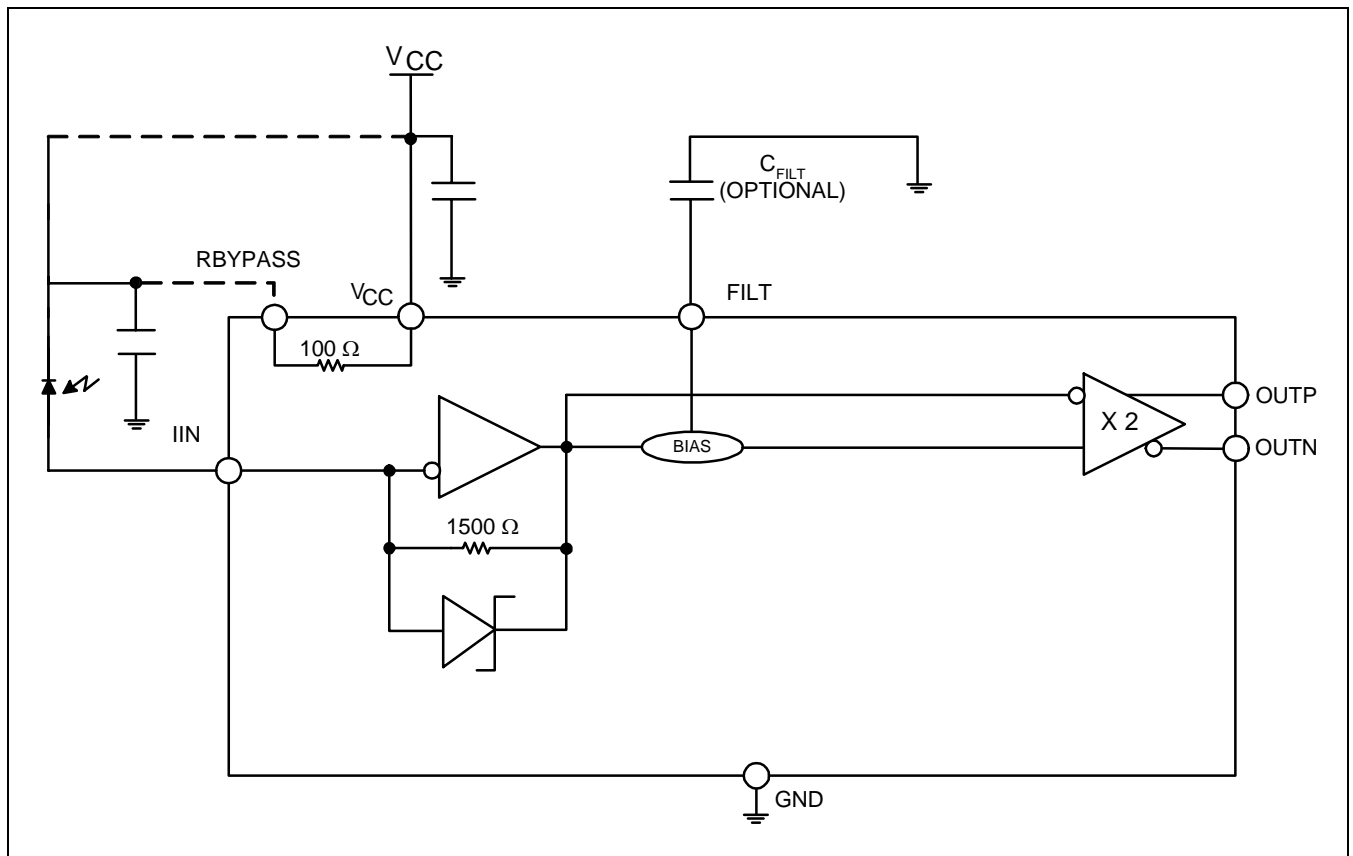 VCC
CFILT
(OPTIONAL)
RBYPASS
VCC
FILT
100 Ω
OUTP
X 2
IIN
BIAS
OUTN
1500 Ω
GND